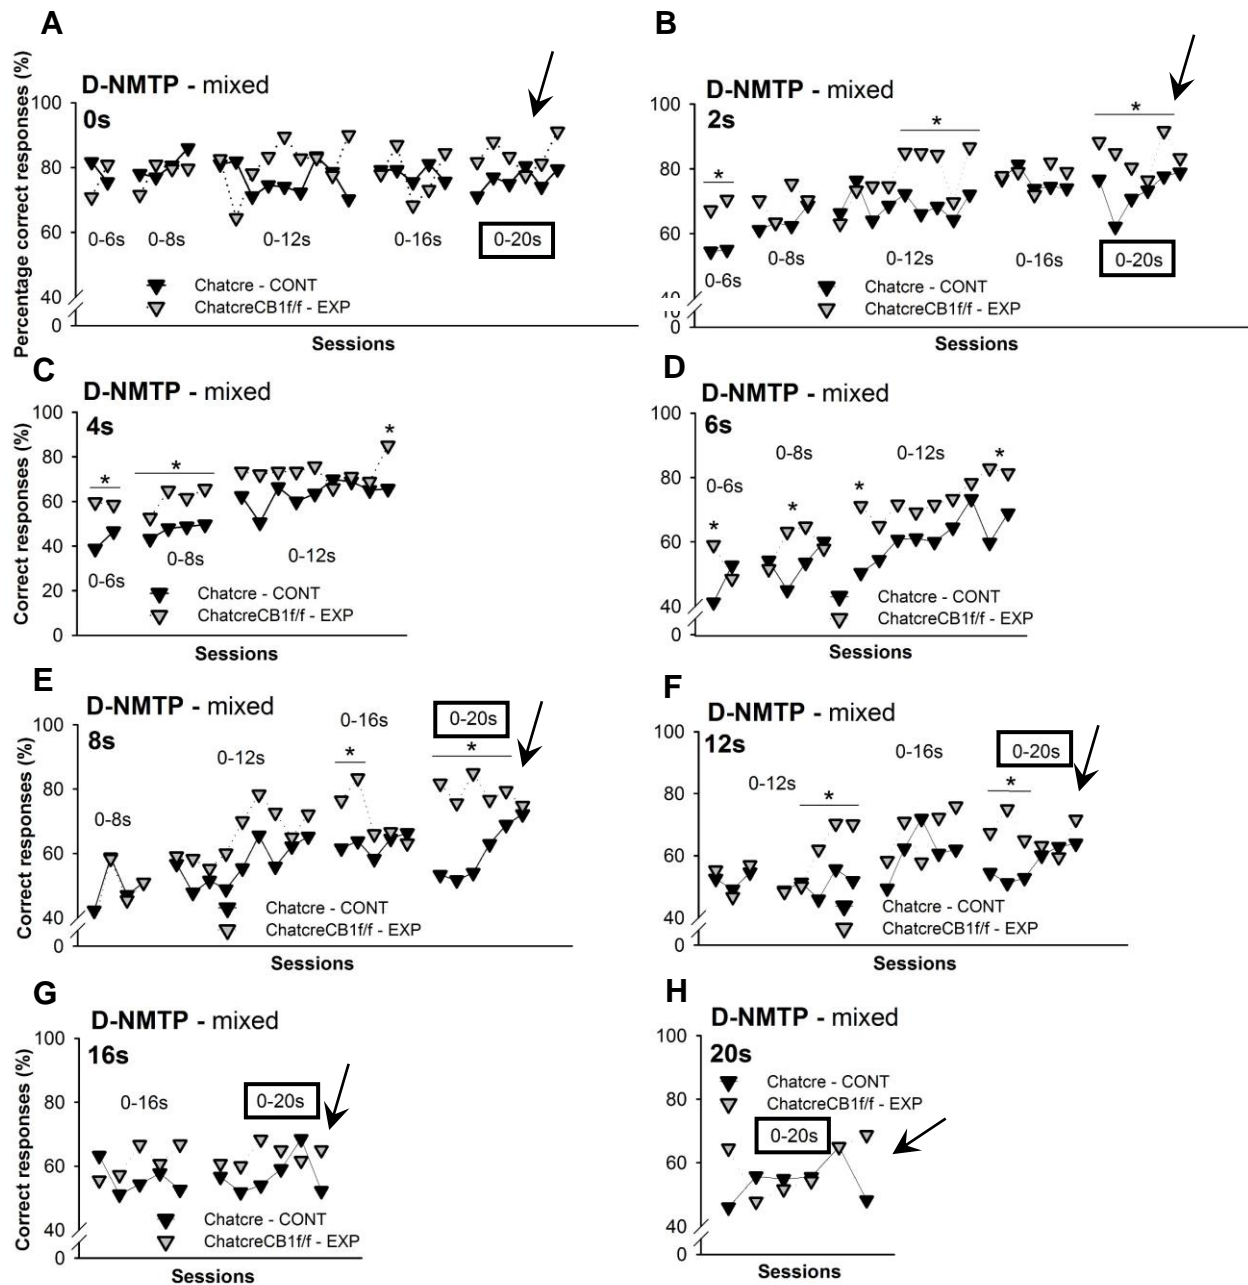 A
D-NMTP - mixed
0s
Percentage correct responses (%)
100
80
60
40
0
0-6s
0-8s
0-12s
0-16s
0-20s
Chatcre - CONT
ChatcreCB1f/f - EXP
Sessions
B
D-NMTP - mixed
2s
100
80
60
40
0
*
*
*
0-6s
0-8s
0-12s
0-16s
0-20s
Chatcre - CONT
ChatcreCB1f/f - EXP
Sessions
C
D-NMTP - mixed
4s
Correct responses (%)
100
80
60
40
20
0
*
*
*
0-6s
0-8s
0-12s
Chatcre - CONT
ChatcreCB1f/f - EXP
Sessions
D
D-NMTP - mixed
6s
100
80
60
40
0
0-6s
0-8s
0-12s
*
*
*
*
Chatcre - CONT
ChatcreCB1f/f - EXP
Sessions
E
D-NMTP - mixed
8s
Correct responses (%)
100
80
60
40
0
0-8s
0-12s
0-16s
0-20s
*
*
Chatcre - CONT
ChatcreCB1f/f - EXP
Sessions
F
D-NMTP - mixed
12s
100
80
60
40
0
0-12s
0-16s
0-20s
*
*
Chatcre - CONT
ChatcreCB1f/f - EXP
Sessions
G
D-NMTP - mixed
16s
Correct responses (%)
100
80
60
40
0
0-16s
0-20s
Chatcre - CONT
ChatcreCB1f/f - EXP
Sessions
H
D-NMTP - mixed
20s
100
80
60
40
0
Chatcre - CONT
ChatcreCB1f/f - EXP
0-20s
Sessions